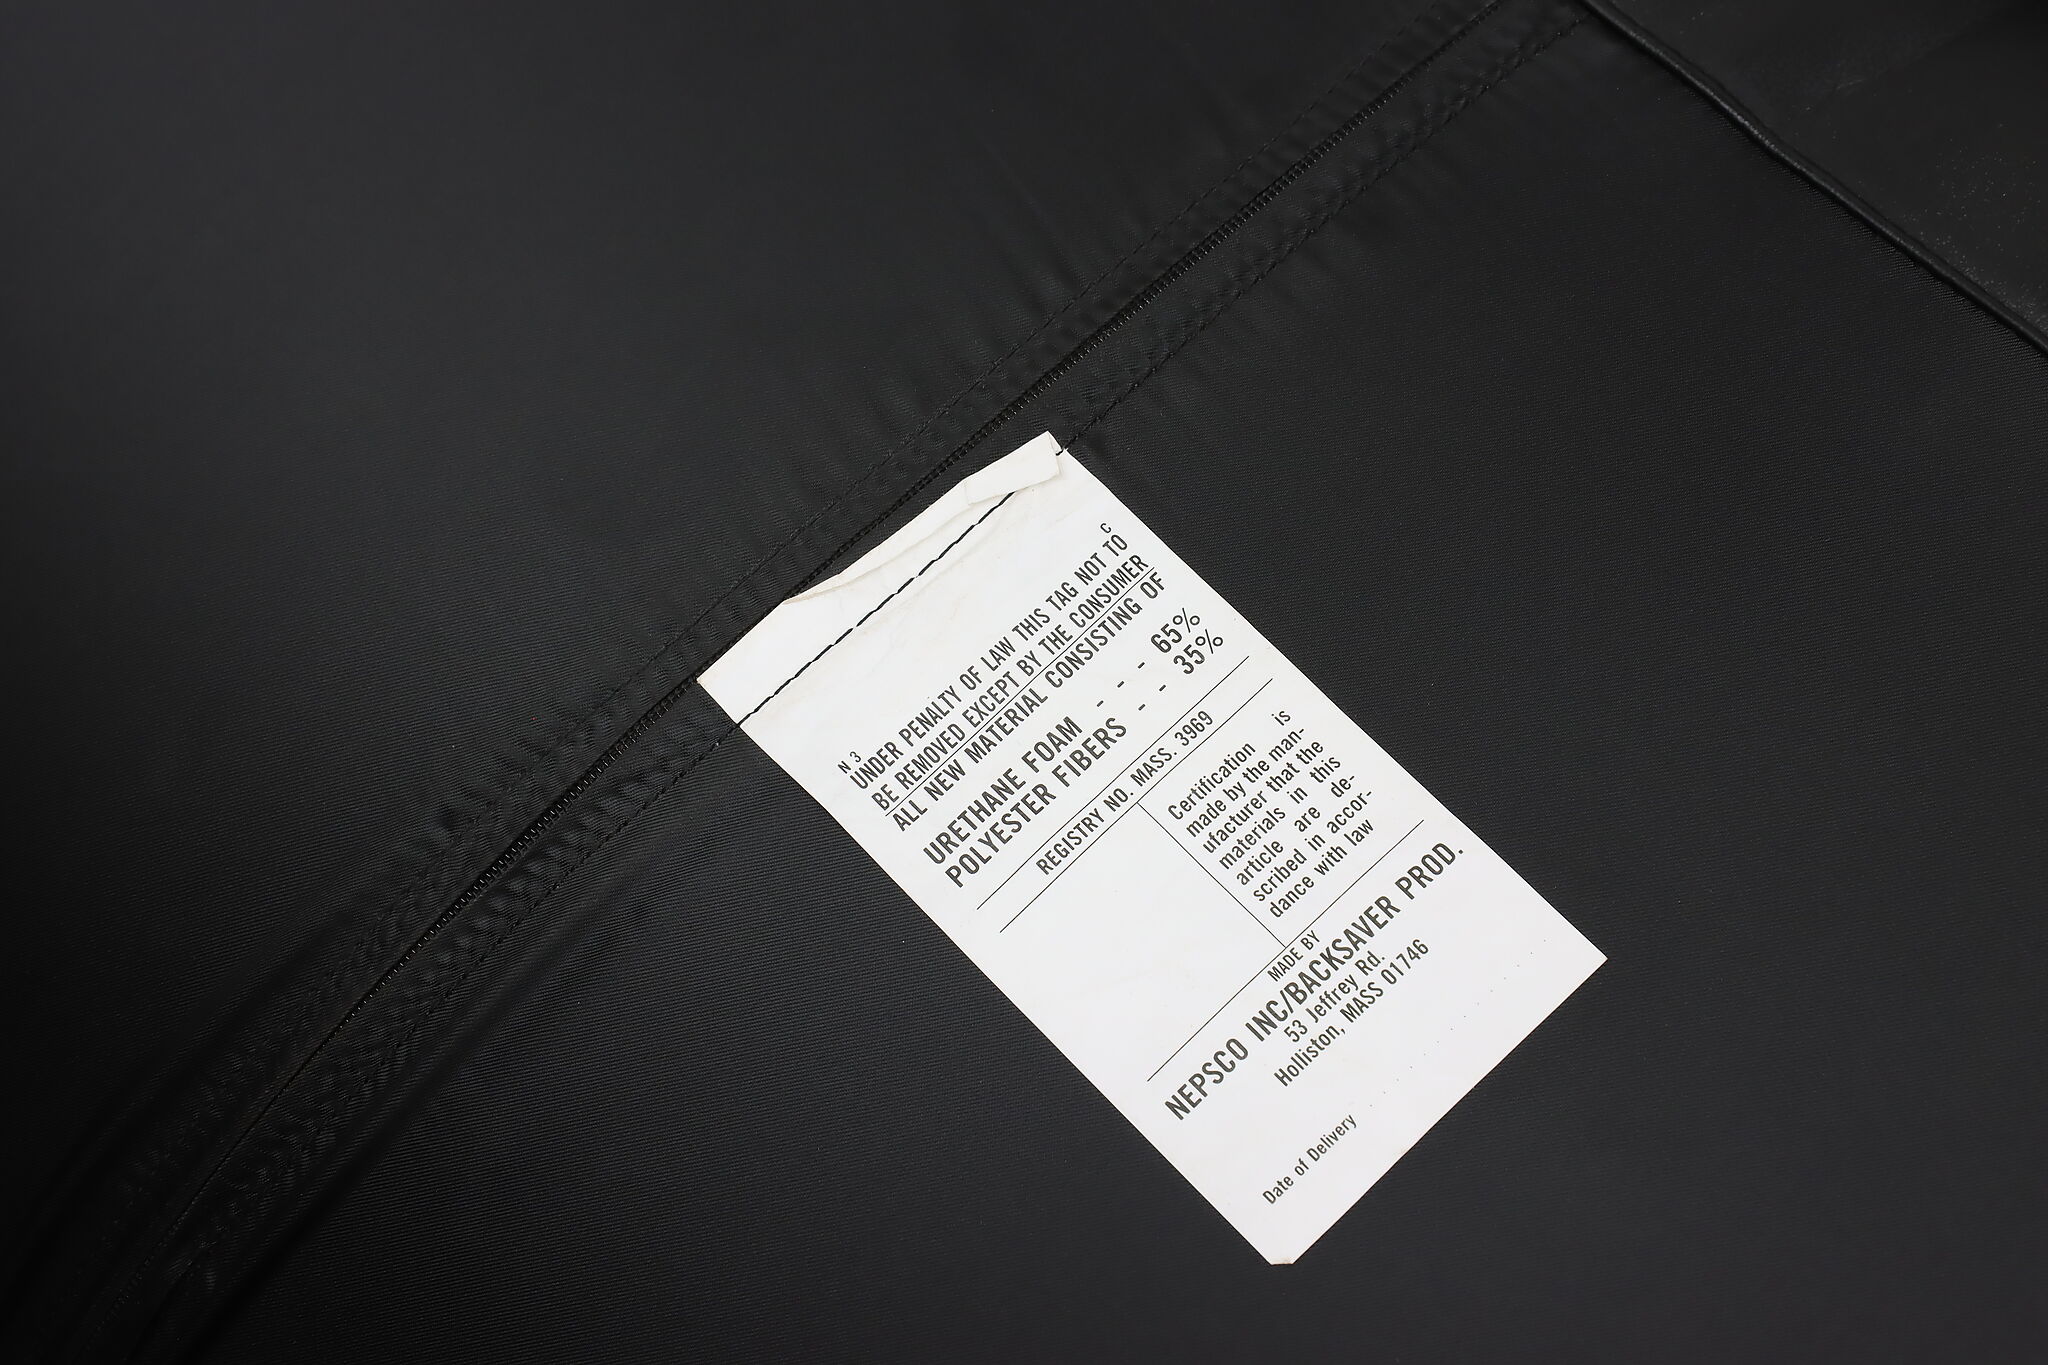 N 3 C
UNDER PENALTY OF LAW THIS TAG NOT TO
BE REMOVED EXCEPT BY THE CONSUMER
ALL NEW MATERIAL CONSISTING OF
URETHANE FOAM - - - 65%
POLYESTER FIBERS - - 35%
REGISTRY NO. MASS. 3969
Certification is
made by the man-
ufacturer that the
materials in this
article are de-
scribed in accor-
dance with law
MADE BY
NEPSCO INC/BACKSAVER PROD.
53 Jeffrey Rd.
Holliston, MASS 01746
Date of Delivery